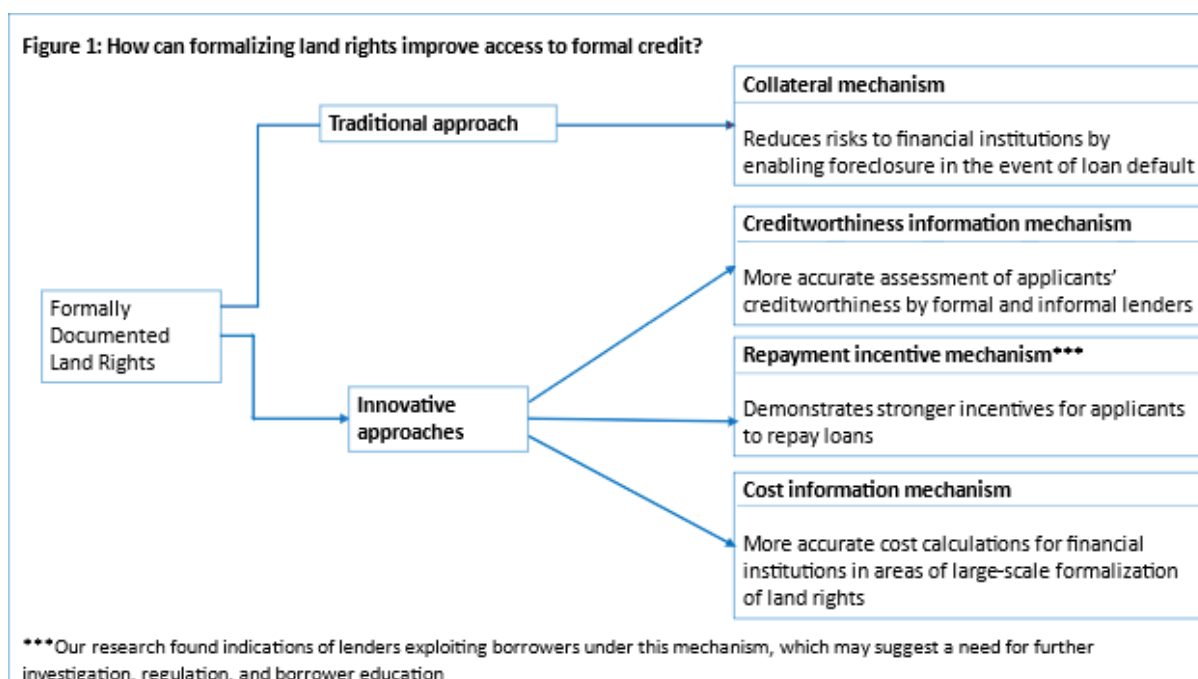 Figure 1: How can formalizing land rights improve access to formal credit?
Traditional approach
Collateral mechanism
Reduces risks to financial institutions by
enabling foreclosure in the event of loan default
Formally
Documented
Land Rights
Innovative
approaches
Creditworthiness information mechanism
More accurate assessment of applicants'
creditworthiness by formal and informal lenders
Repayment incentive mechanism***
Demonstrates stronger incentives for applicants
to repay loans
Cost information mechanism
More accurate cost calculations for financial
institutions in areas of large-scale formalization
of land rights
***Our research found indications of lenders exploiting borrowers under this mechanism, which may suggest a need for further
investigation, regulation, and borrower education